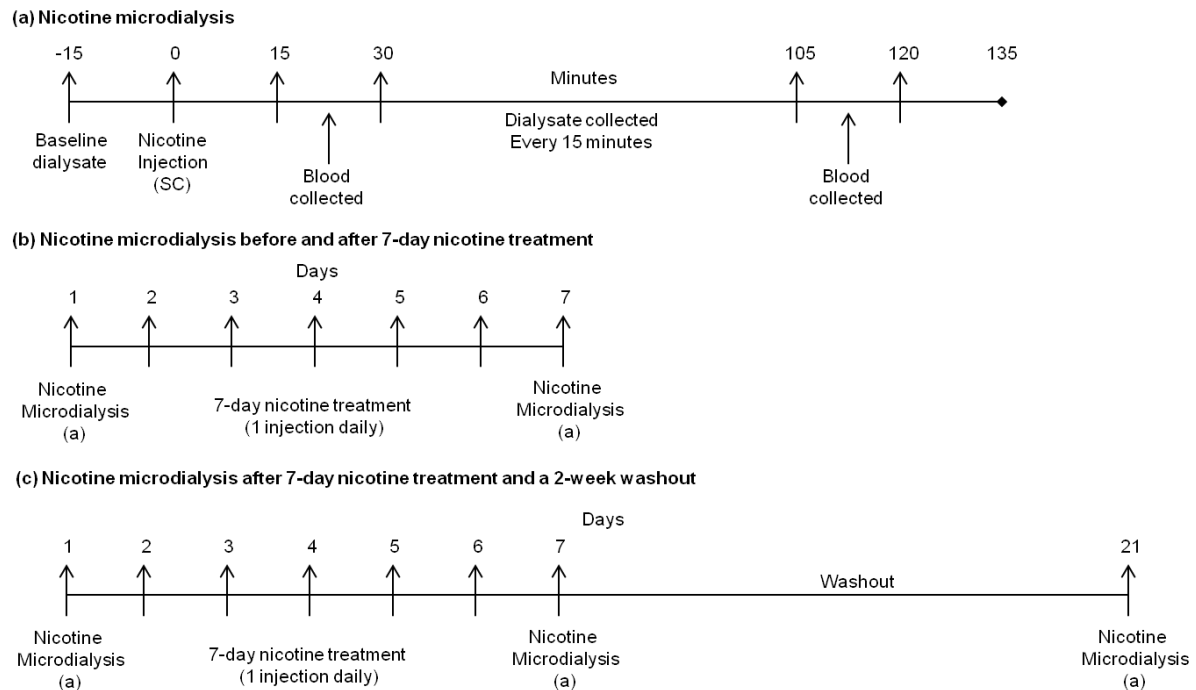 (a) Nicotine microdialysis
-15 0 15 30 105 120 135
Minutes
Dialysate collected
Every 15 minutes
Baseline
dialysate
Nicotine
Injection
(SC)
Blood
collected
Blood
collected
(b) Nicotine microdialysis before and after 7-day nicotine treatment
Days
1 2 3 4 5 6 7
Nicotine
Microdialysis
(a)
7-day nicotine treatment
(1 injection daily)
Nicotine
Microdialysis
(a)
(c) Nicotine microdialysis after 7-day nicotine treatment and a 2-week washout
Days
1 2 3 4 5 6 7 21
Washout
Nicotine
Microdialysis
(a)
7-day nicotine treatment
(1 injection daily)
Nicotine
Microdialysis
(a)
Nicotine
Microdialysis
(a)